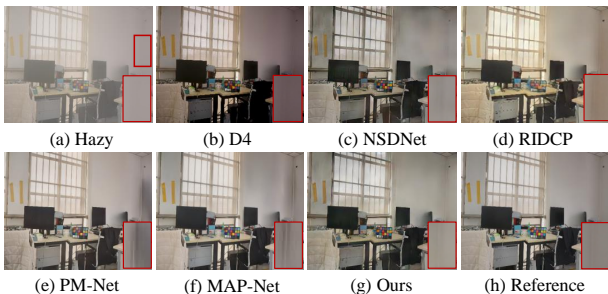 (a) Hazy (b) D4 (c) NSDNet (d) RIDCP
(e) PM-Net (f) MAP-Net (g) Ours (h) Reference